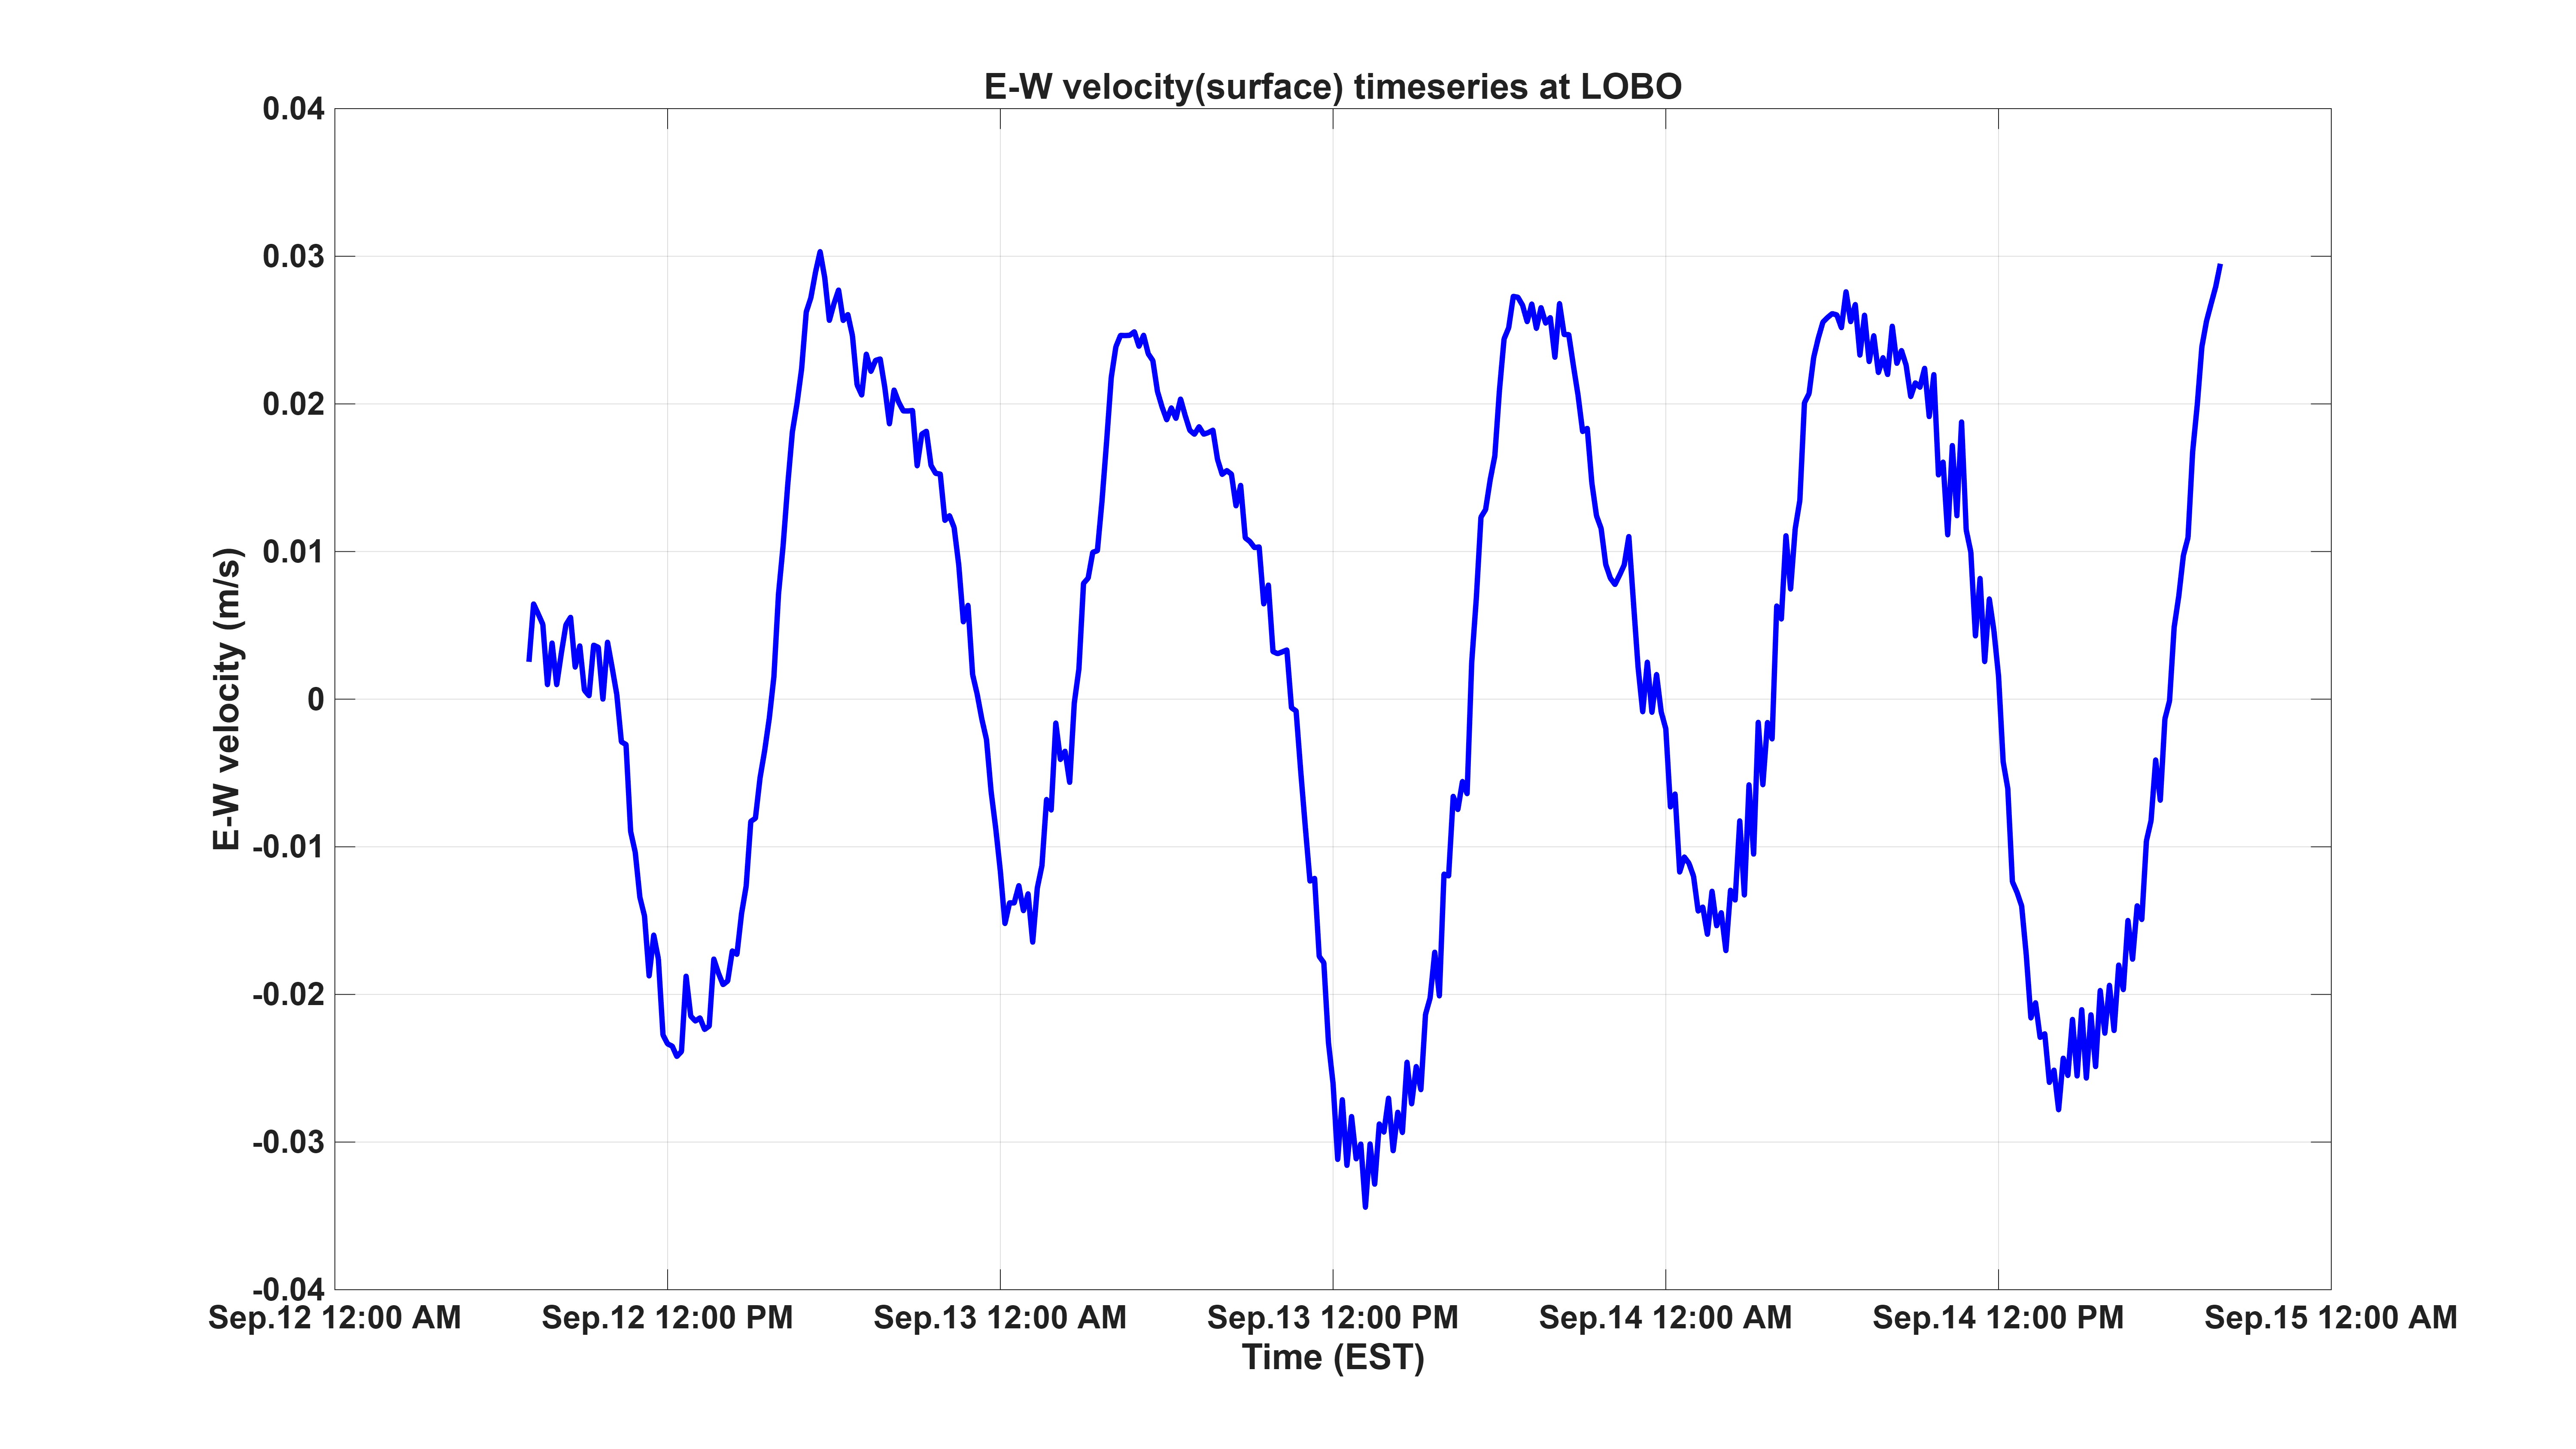 E-W velocity(surface) timeseries at LOBO
0.04
0.03
0.02
0.01
0
-0.01
-0.02
-0.03
-0.04
E-W velocity (m/s)
Sep.12 12:00 AM Sep.12 12:00 PM Sep.13 12:00 AM Sep.13 12:00 PM Sep.14 12:00 AM Sep.14 12:00 PM Sep.15 12:00 AM
Time (EST)